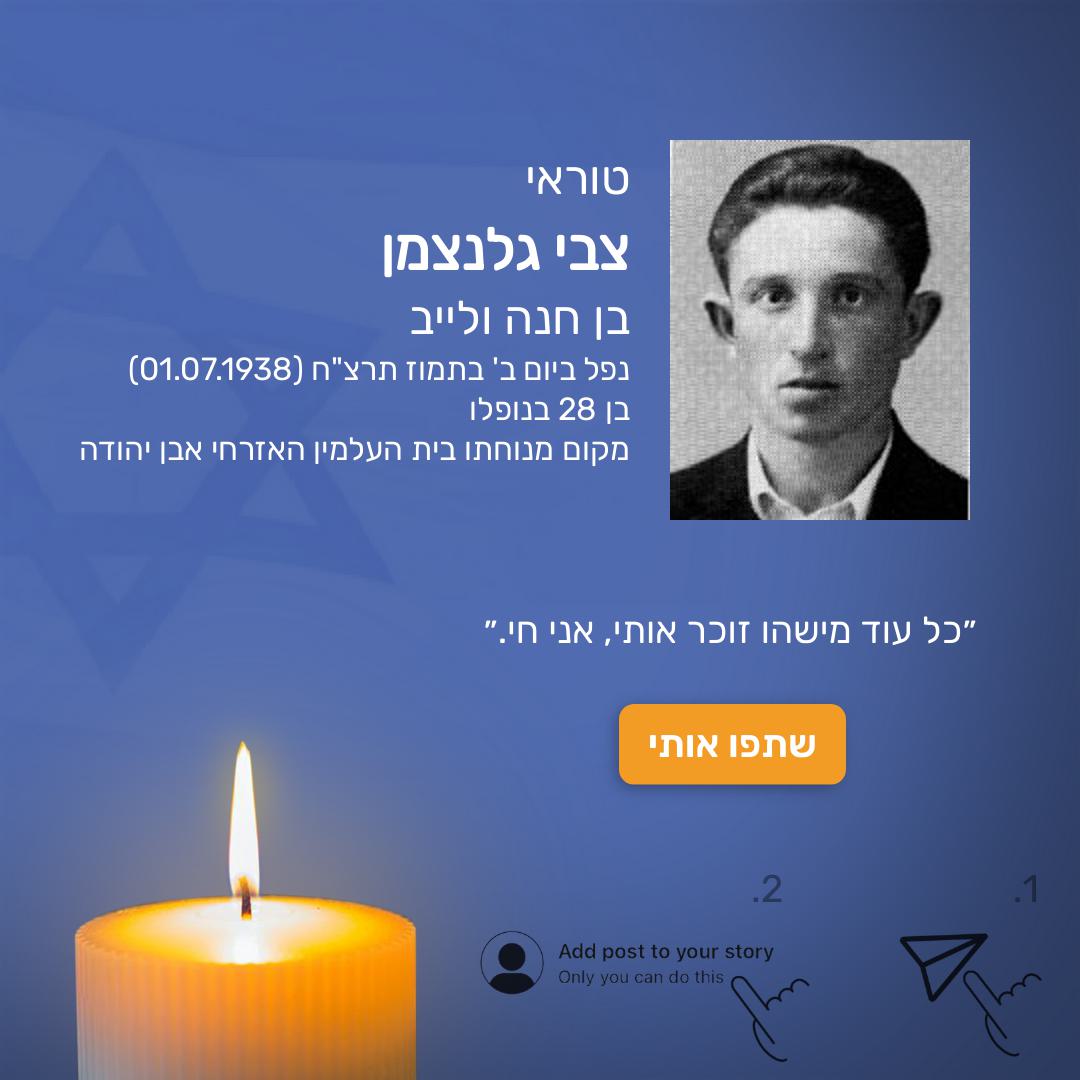 טוראי
צבי גלנצמן
בן חנה ולייב
נפל ביום ב' בתמוז תרצ"ח (01.07.1938)
בן 28 בנופלו
מקום מנוחתו בית העלמין האזרחי אבן יהודה
״כל עוד מישהו זוכר אותי, אני חי.״
שתפו אותי
1.
2.
Add post to your story
Only you can do this